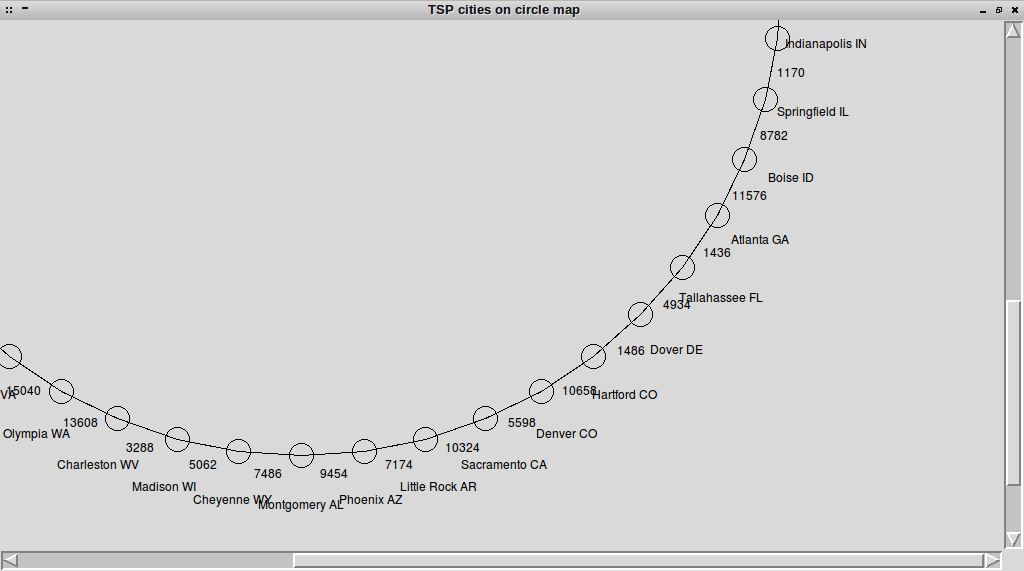 TSP cities on circle map
Indianapolis IN
1170
Springfield IL
8782
Boise ID
11576
Atlanta GA
1436
Tallahassee FL
4934
Dover DE
1486
Hartford CO
10658
Denver CO
5598
Sacramento CA
10324
Little Rock AR
7174
Phoenix AZ
9454
Montgomery AL
7486
Cheyenne WY
5062
Madison WI
3288
Charleston WV
13608
Olympia WA
15040
VA